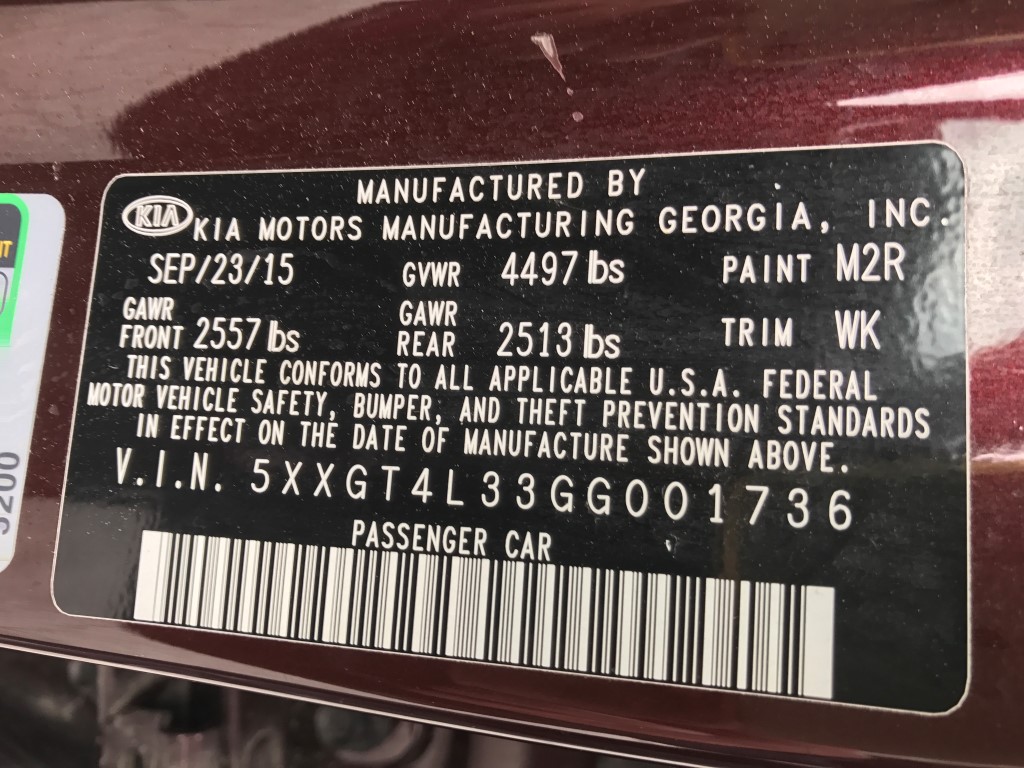 MANUFACTURED BY
KIA KIA MOTORS MANUFACTURING GEORGIA, INC.
SEP/23/15 GVWR 4497 lbs PAINT M2R
GAWR FRONT 2557 lbs GAWR REAR 2513 lbs TRIM WK
THIS VEHICLE CONFORMS TO ALL APPLICABLE U.S.A. FEDERAL
MOTOR VEHICLE SAFETY, BUMPER, AND THEFT PREVENTION STANDARDS
IN EFFECT ON THE DATE OF MANUFACTURE SHOWN ABOVE.
V.I.N. 5XXGT4L33GG001736
PASSENGER CAR